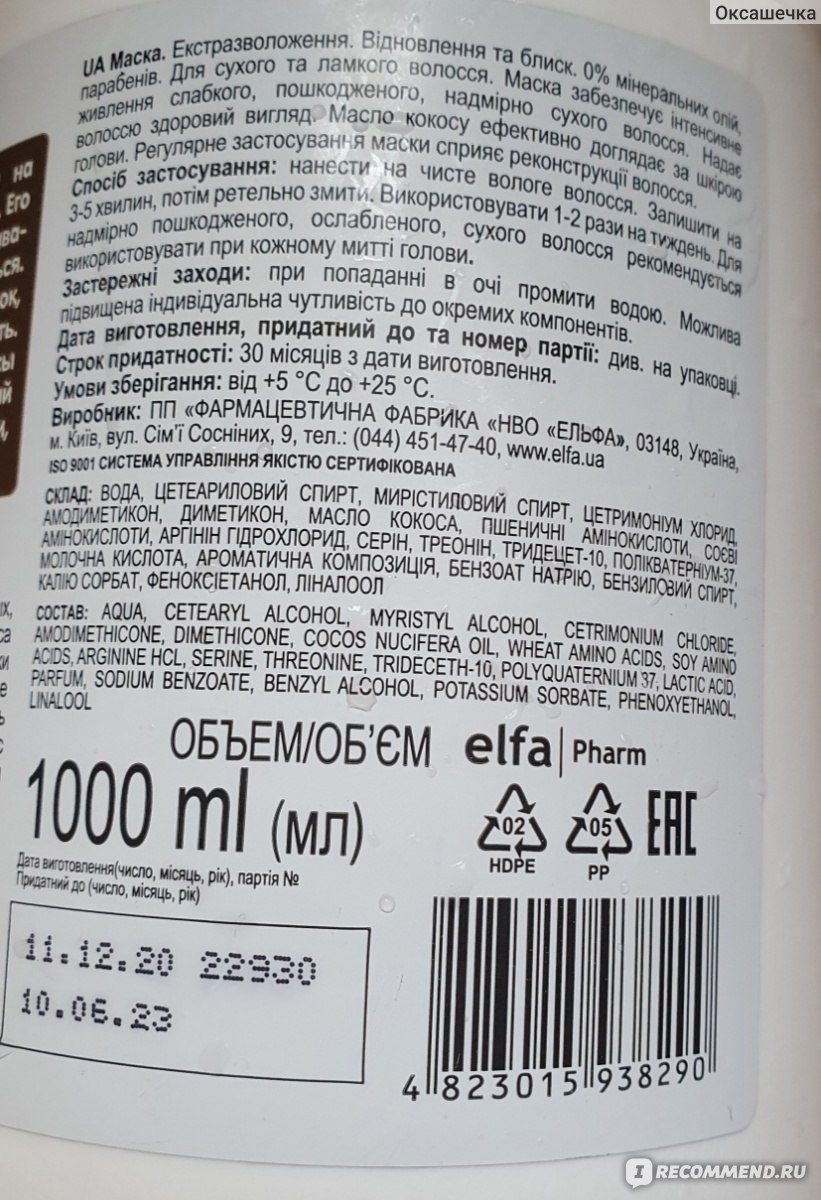 Оксашечка
UA Маска. Екстразволоження. Відновлення та блиск. 0% мінеральних олій,
парабенів. Для сухого та ламкого волосся. Маска забезпечує інтенсивне
живлення слабкого, пошкодженого, надмірно сухого волосся. Надає
волоссю здоровий вигляд. Масло кокосу ефективно доглядає за шкірою
голови. Регулярне застосування маски сприяє реконструкції волосся.
Спосіб застосування: нанести на чисте вологе волосся. Залишити на
3-5 хвилин, потім ретельно змити. Використовувати 1-2 рази на тиждень. Для
надмірно пошкодженого, ослабленого, сухого волосся рекомендується
використовувати при кожному митті голови.
Застережні заходи: при попаданні в очі промити водою. Можлива
підвищена індивідуальна чутливість до окремих компонентів.
Дата виготовлення, придатний до та номер партії: див. на упаковці.
Строк придатності: 30 місяців з дати виготовлення.
Умови зберігання: від +5 °C до +25 °C.
Виробник: ПП «ФАРМАЦЕВТИЧНА ФАБРИКА «НВО «ЕЛЬФА», 03148, Україна,
м. Київ, вул. Сім'ї Сосніних, 9, тел.: (044) 451-47-40, www.elfa.ua
ISO 9001 СИСТЕМА УПРАВЛІННЯ ЯКІСТЮ СЕРТИФІКОВАНА
СКЛАД: ВОДА, ЦЕТЕАРИЛОВИЙ СПИРТ, МИРІСТИЛОВИЙ СПИРТ, ЦЕТРИМОНІУМ ХЛОРИД,
АМОДИМЕТИКОН, ДИМЕТИКОН, МАСЛО КОКОСА, ПШЕНИЧНІ АМІНОКИСЛОТИ, СОЄВІ
АМІНОКИСЛОТИ, АРГІНІН ГІДРОХЛОРИД, СЕРІН, ТРЕОНІН, ТРИДЕЦЕТ-10, ПОЛІКВАТЕРНІУМ-37,
МОЛОЧНА КИСЛОТА, АРОМАТИЧНА КОМПОЗИЦІЯ, БЕНЗОАТ НАТРІЮ, БЕНЗИЛОВИЙ СПИРТ,
КАЛІЮ СОРБАТ, ФЕНОКСІЕТАНОЛ, ЛІНАЛООЛ
СОСТАВ: AQUA, CETEARYL ALCOHOL, MYRISTYL ALCOHOL, CETRIMONIUM CHLORIDE,
AMODIMETHICONE, DIMETHICONE, COCOS NUCIFERA OIL, WHEAT AMINO ACIDS, SOY AMINO
ACIDS, ARGININE HCL, SERINE, THREONINE, TRIDECETH-10, POLYQUATERNIUM 37, LACTIC ACID,
PARFUM, SODIUM BENZOATE, BENZYL ALCOHOL, POTASSIUM SORBATE, PHENOXYETHANOL,
LINALOOL
ОБЪЕМ/ОБ'ЄМ elfa | Pharm
1000 ml (мл)
02 HDPE
05 PP
EAC
Дата виготовлення(число, місяць, рік), партія №
Придатний до (число, місяць, рік)
11.12.20 22930
10.06.23
4 823015 938290
IRECOMMEND.RU